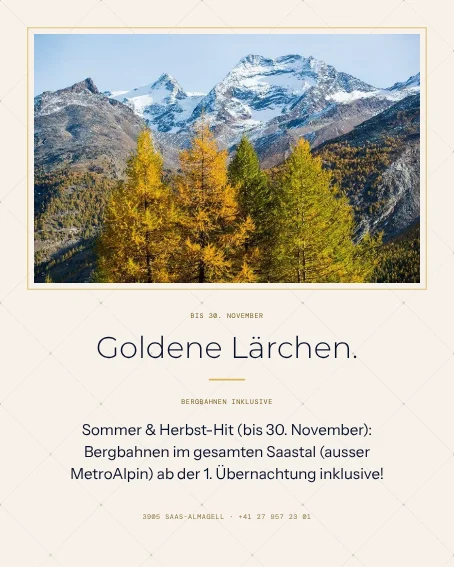 BIS 30. NOVEMBER
Goldene Lärchen.
BERGBAHNEN INKLUSIVE
Sommer & Herbst-Hit (bis 30. November):
Bergbahnen im gesamten Saastal (ausser
MetroAlpin) ab der 1. Übernachtung inklusive!
3905 SAAS-ALMAGELL · +41 27 957 23 01